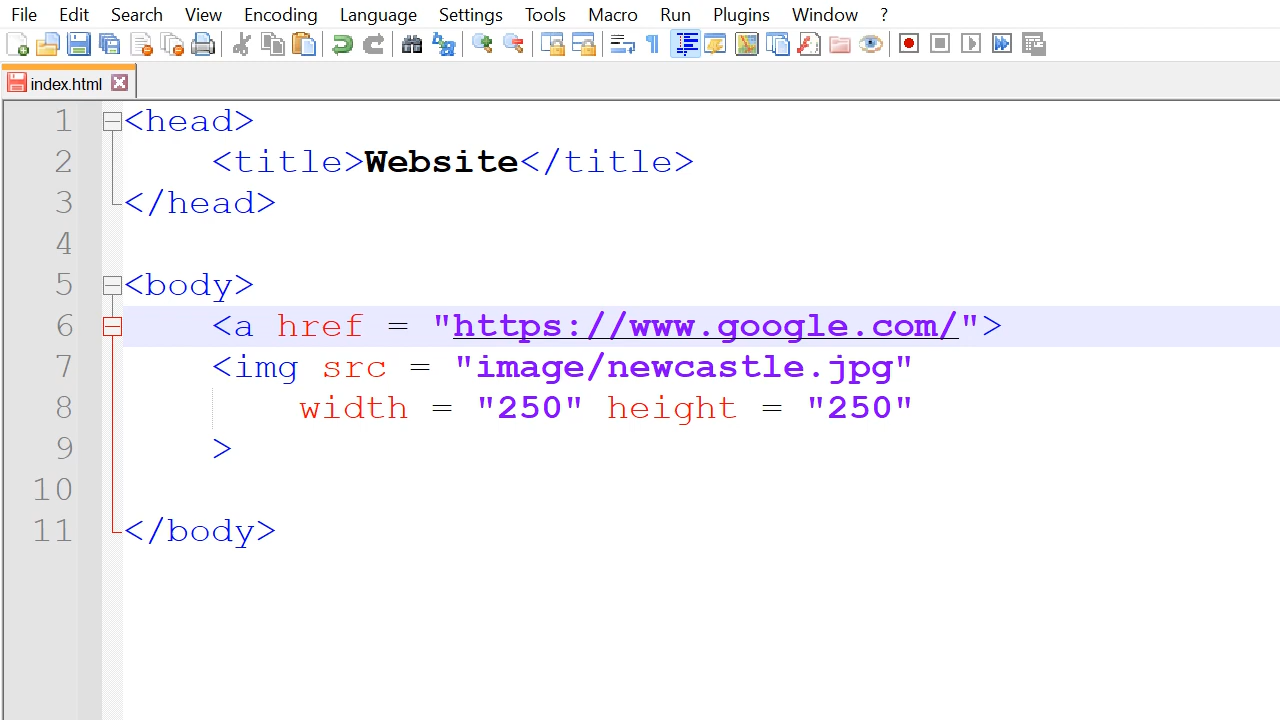 File Edit Search View Encoding Language Settings Tools Macro Run Plugins Window ?
index.html
1 <head>
2 <title>Website</title>
3 </head>
4
5 <body>
6 <a href = "https://www.google.com/">
7 <img src = "image/newcastle.jpg"
8 width = "250" height = "250"
9 >
10
11 </body>